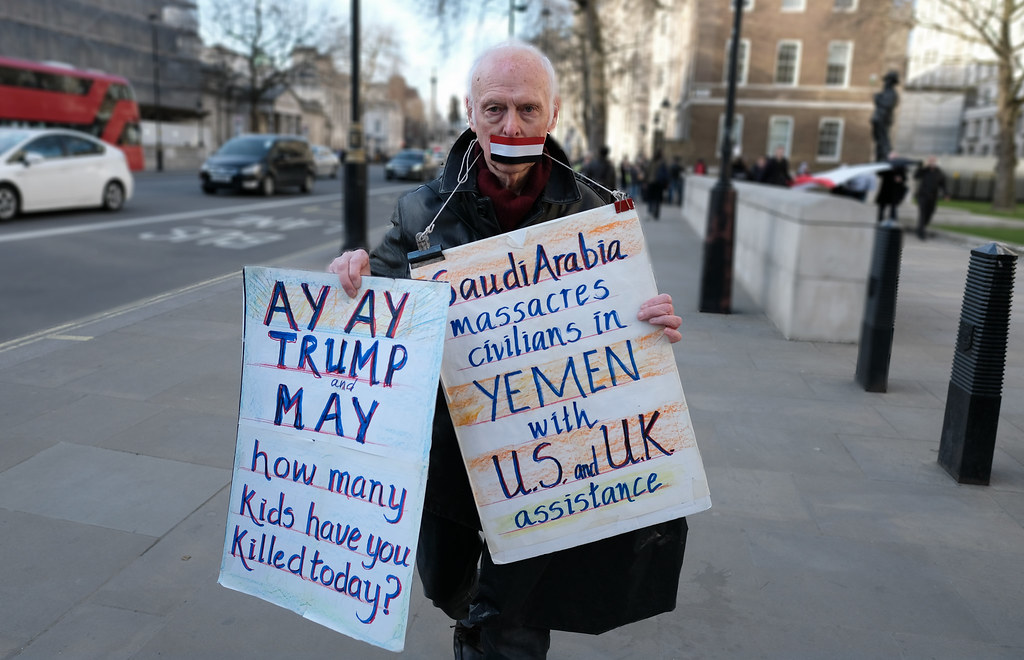 AY AY
TRUMP
and
MAY
how many
Kids have you
Killed today?
Saudi Arabia
massacres
civilians in
YEMEN
with
U.S. and U.K.
assistance